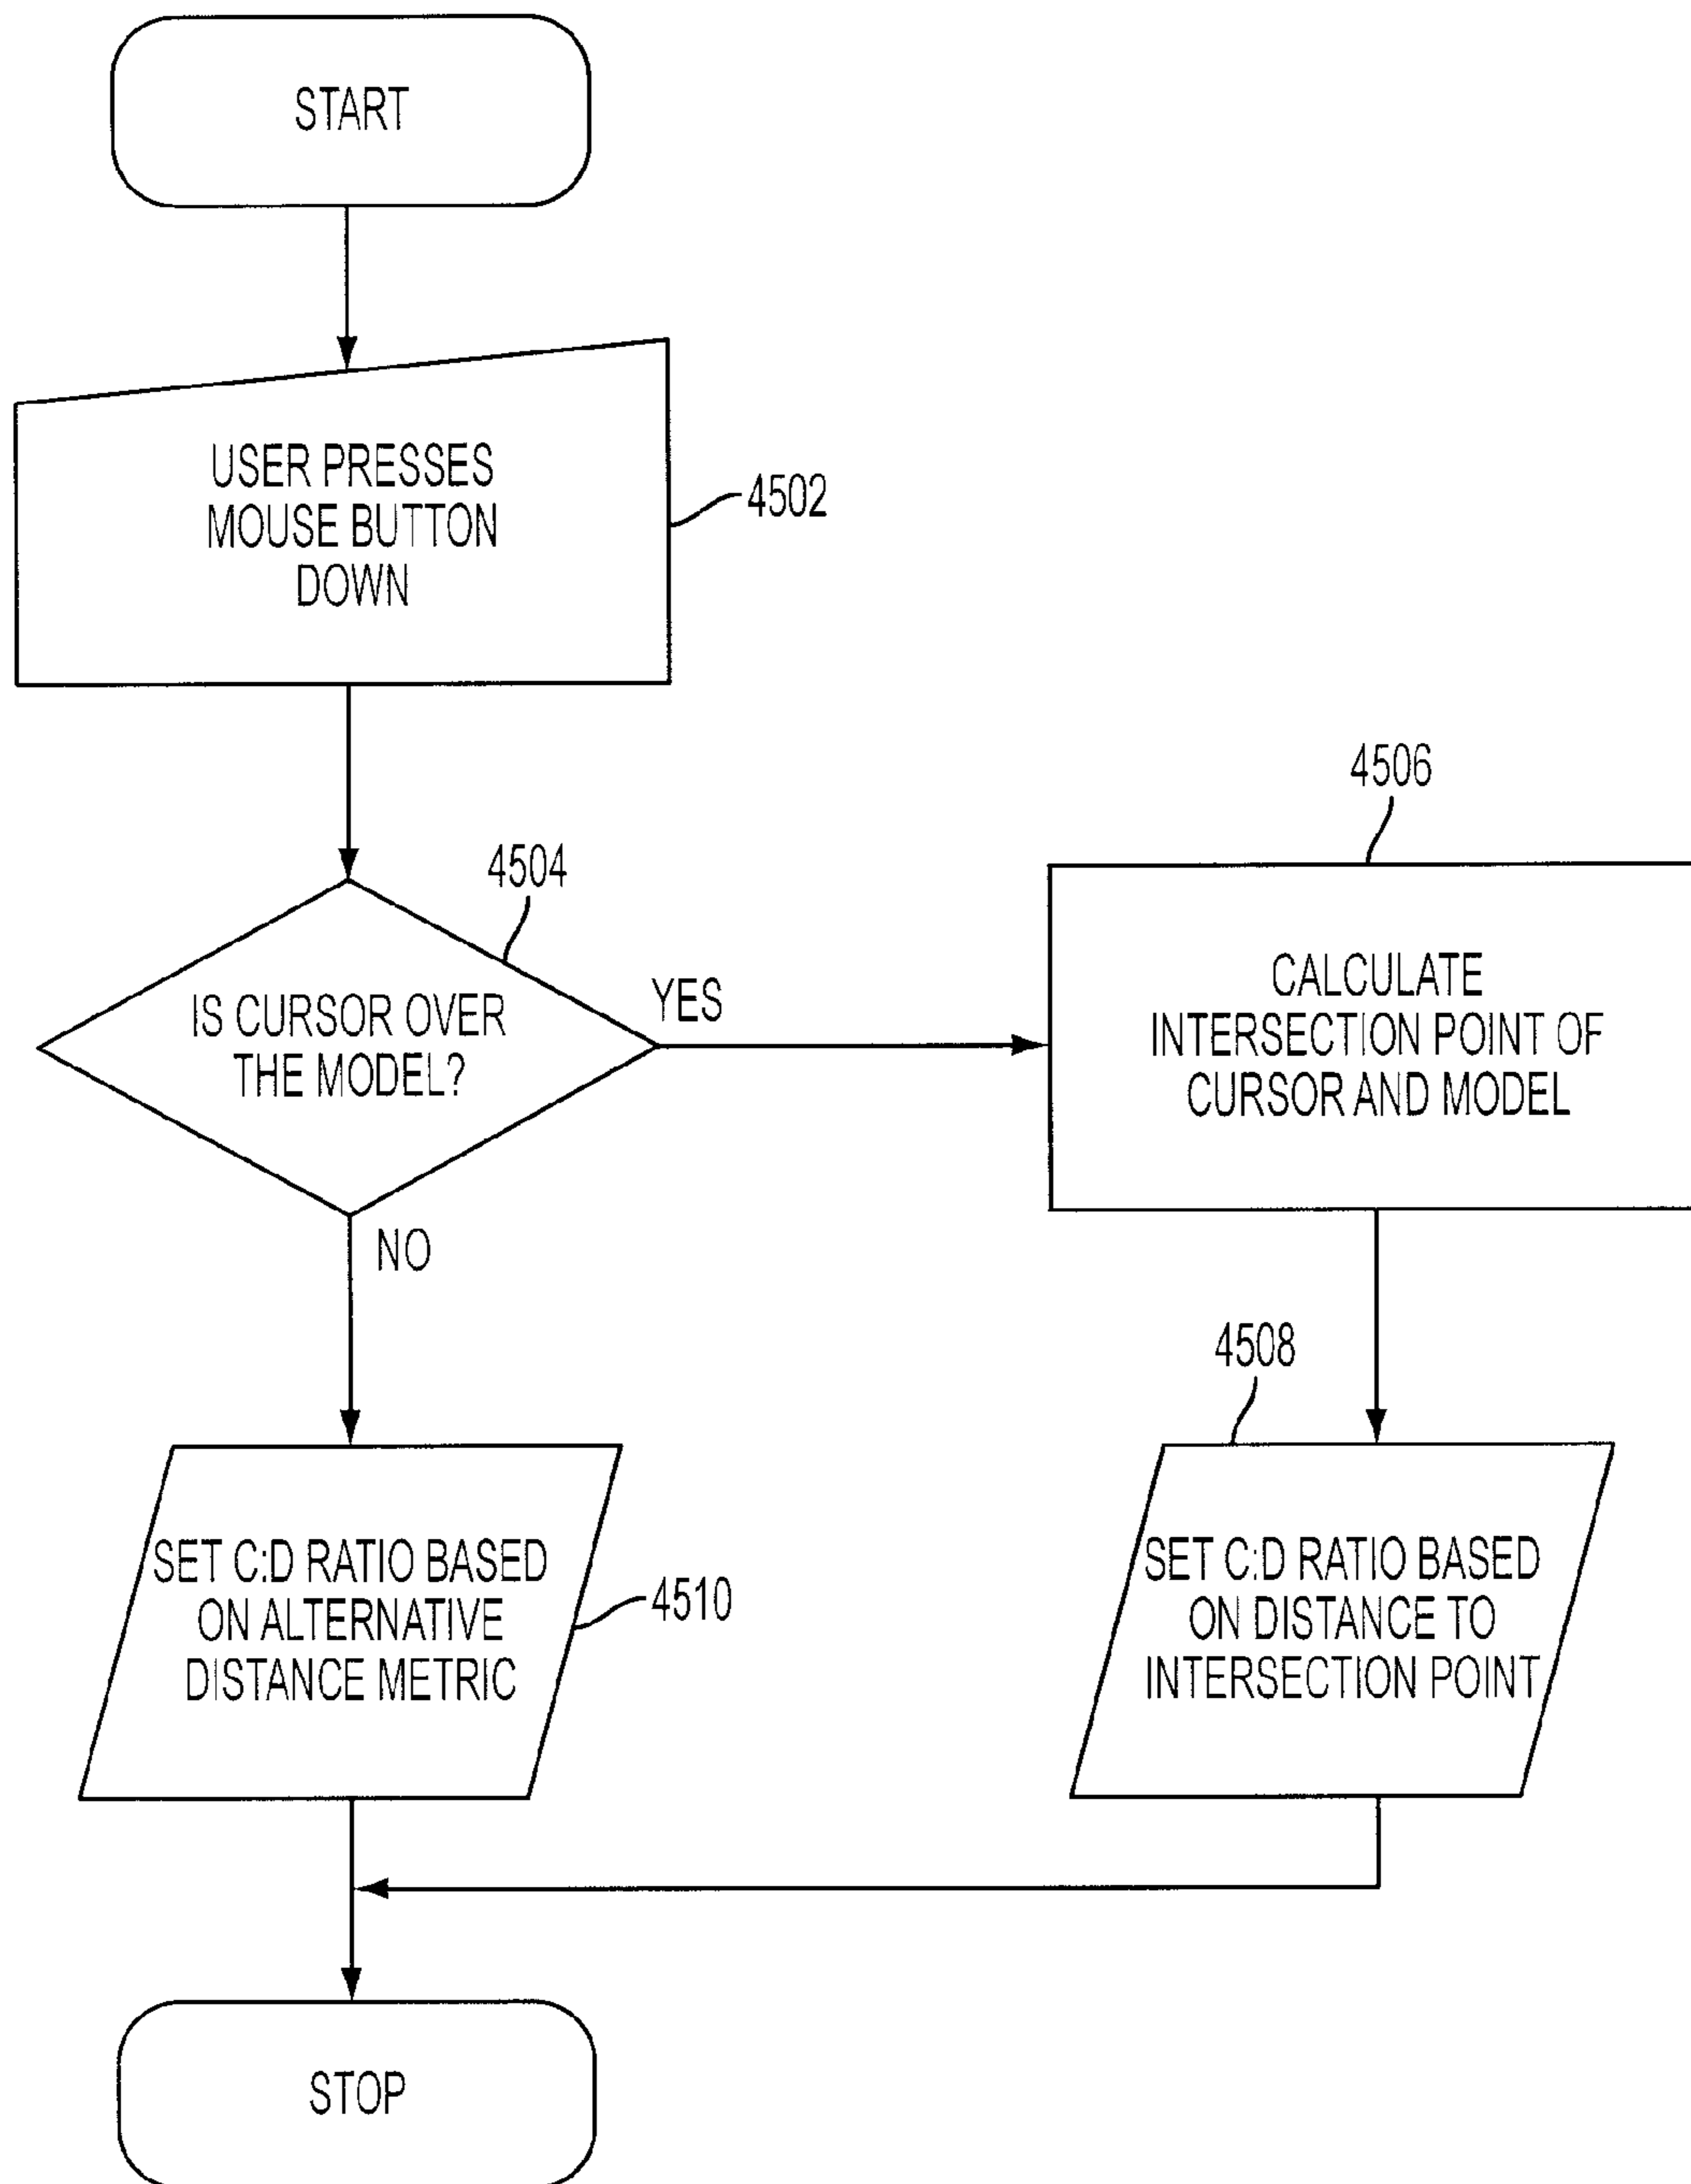 START
USER PRESSES
MOUSE BUTTON
DOWN
4502
4504
IS CURSOR OVER
THE MODEL?
YES
NO
4506
CALCULATE
INTERSECTION POINT OF
CURSOR AND MODEL
4508
SET C:D RATIO BASED
ON DISTANCE TO
INTERSECTION POINT
SET C:D RATIO BASED
ON ALTERNATIVE
DISTANCE METRIC
4510
STOP